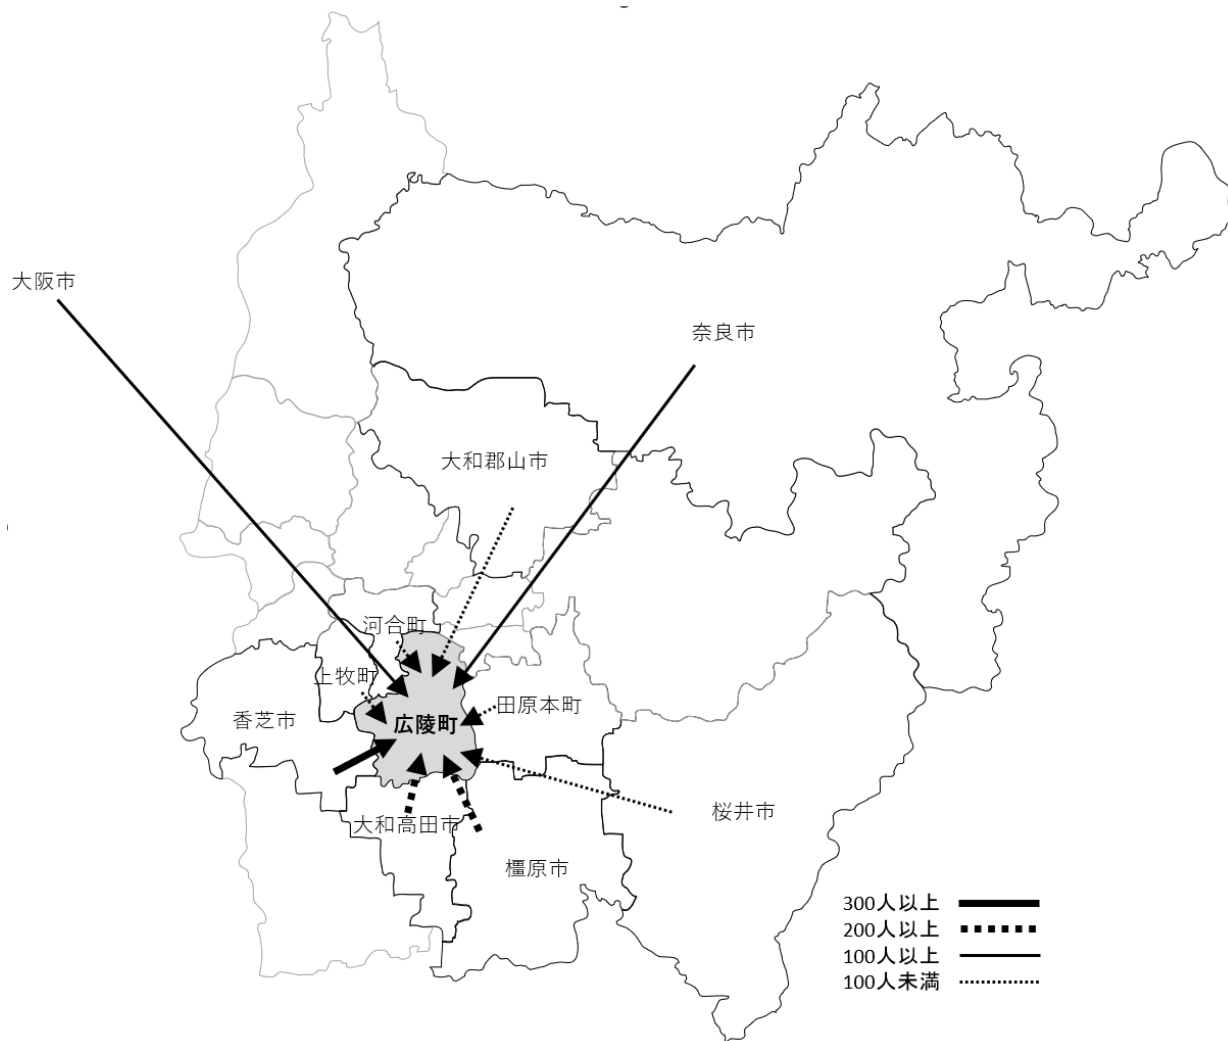 大阪市
奈良市
大和郡山市
河合町
上牧町
田原本町
香芝市
広陵町
桜井市
大和高田市
橿原市
300人以上
200人以上
100人以上
100人未満